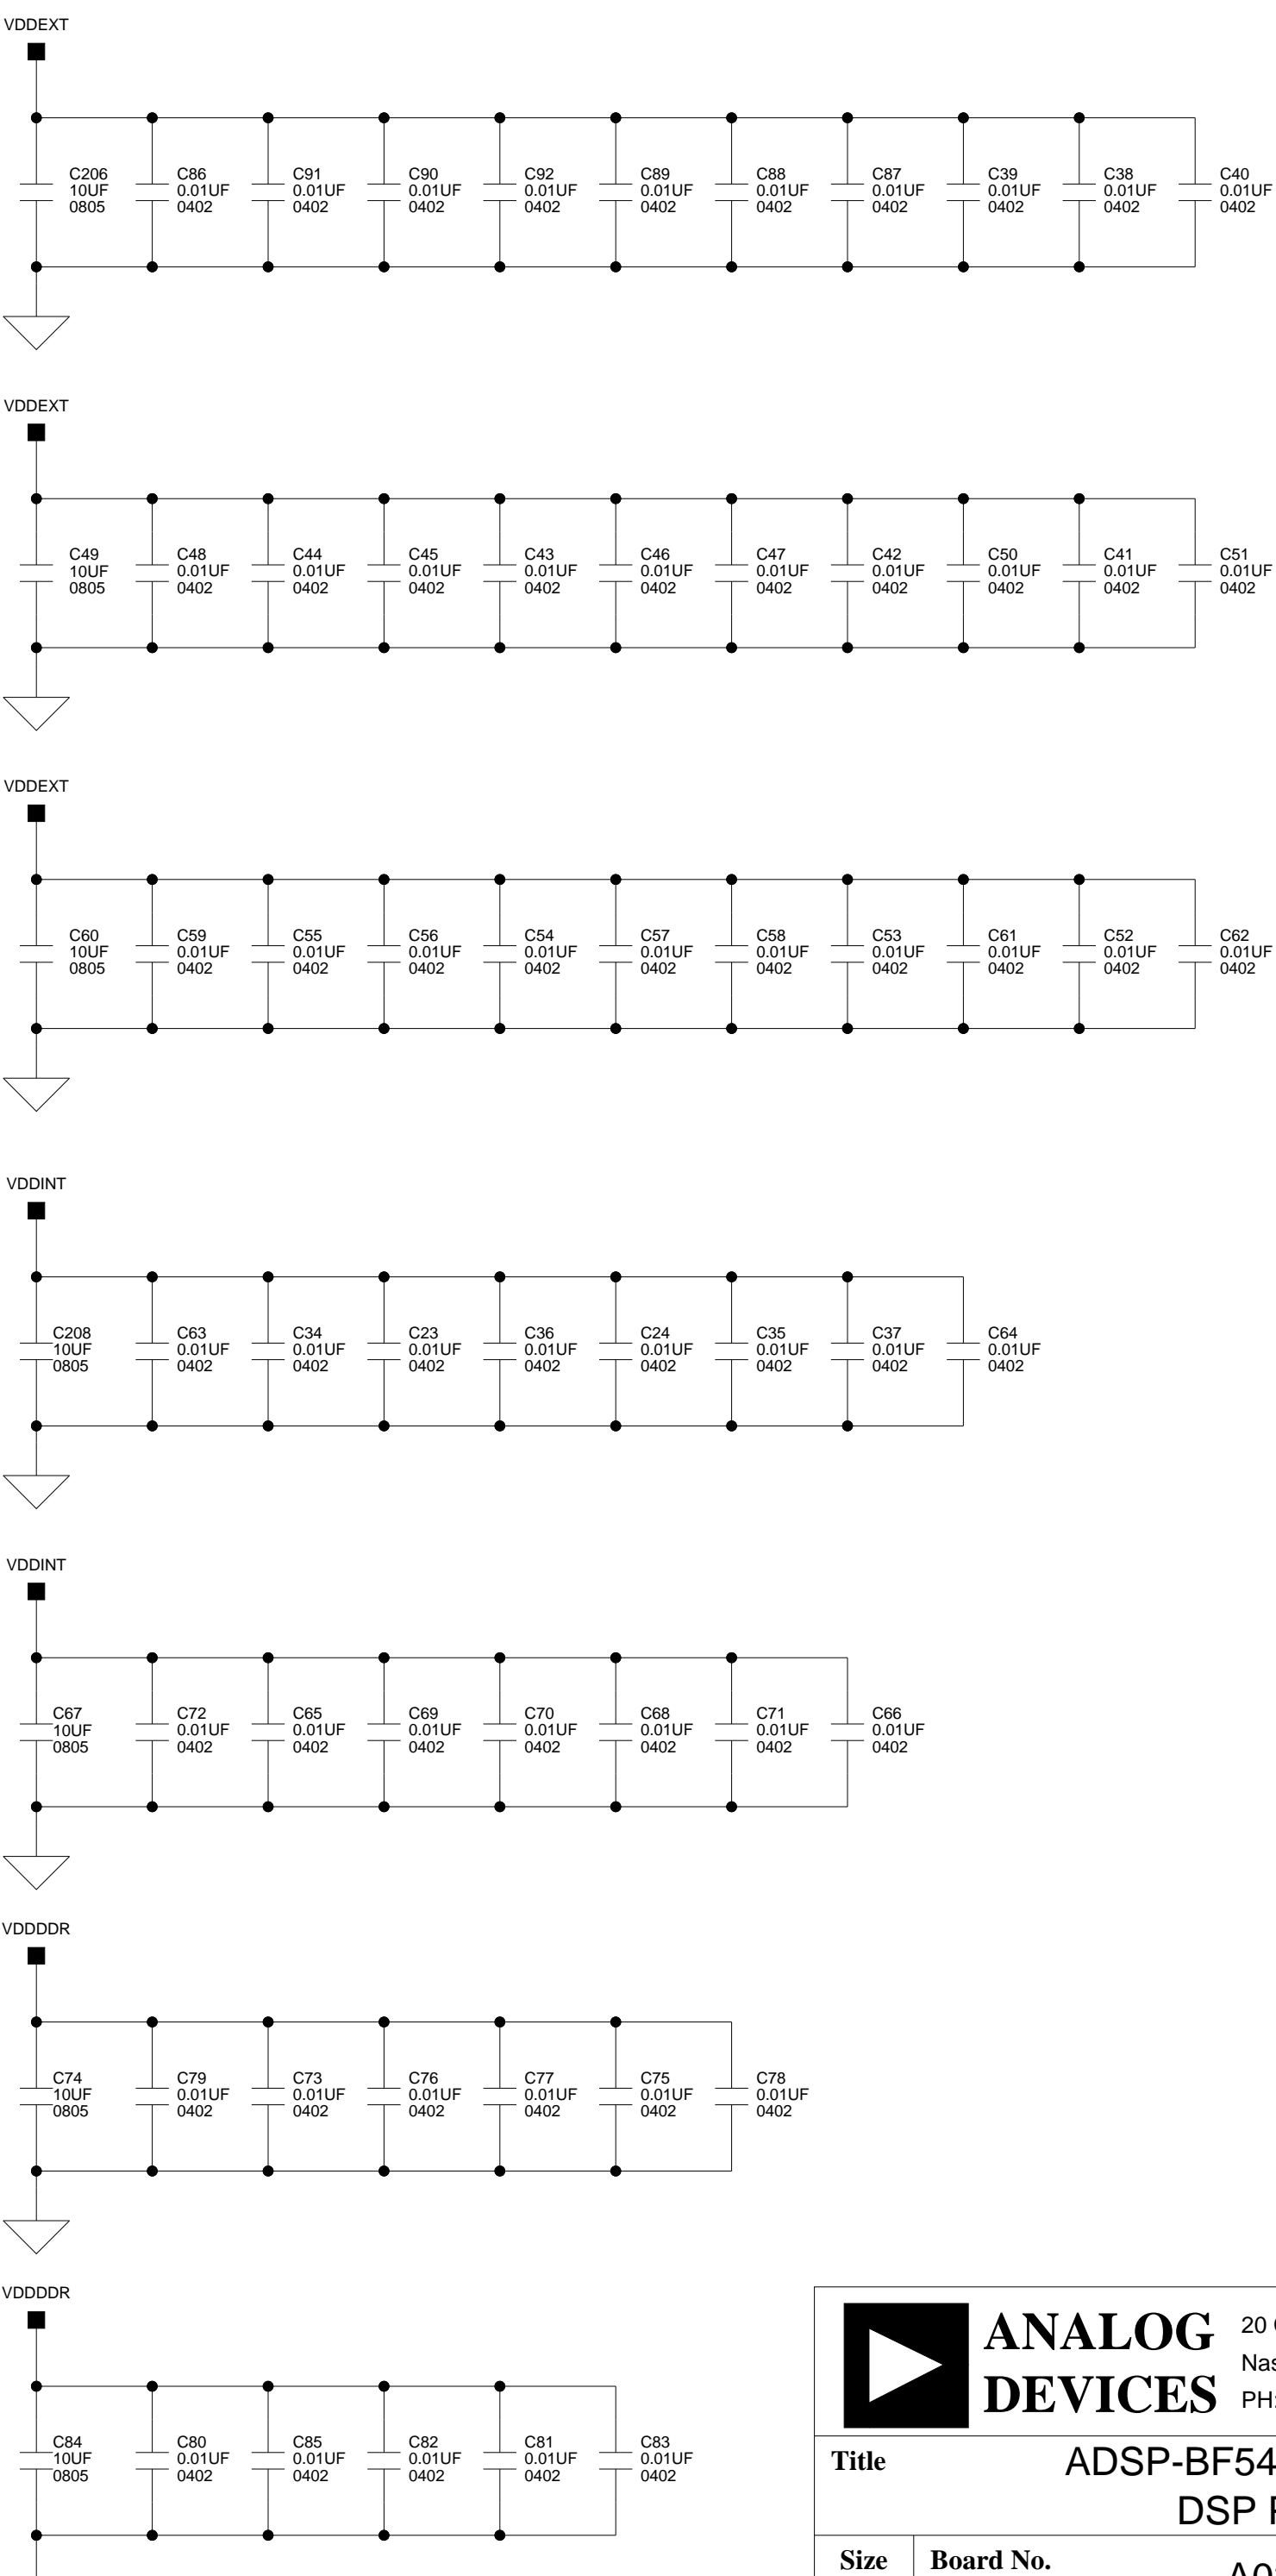 VDDEXT
C206 C86 C91 C90 C92 C89 C88 C87 C39 C38 C40
10UF 0.01UF 0.01UF 0.01UF 0.01UF 0.01UF 0.01UF 0.01UF 0.01UF 0.01UF 0.01UF
0805 0402 0402 0402 0402 0402 0402 0402 0402 0402 0402
VDDEXT
C49 C48 C44 C45 C43 C46 C47 C42 C50 C41 C51
10UF 0.01UF 0.01UF 0.01UF 0.01UF 0.01UF 0.01UF 0.01UF 0.01UF 0.01UF 0.01UF
0805 0402 0402 0402 0402 0402 0402 0402 0402 0402 0402
VDDEXT
C60 C59 C55 C56 C54 C57 C58 C53 C61 C52 C62
10UF 0.01UF 0.01UF 0.01UF 0.01UF 0.01UF 0.01UF 0.01UF 0.01UF 0.01UF 0.01UF
0805 0402 0402 0402 0402 0402 0402 0402 0402 0402 0402
VDDINT
C208 C63 C34 C23 C36 C24 C35 C37 C64
10UF 0.01UF 0.01UF 0.01UF 0.01UF 0.01UF 0.01UF 0.01UF 0.01UF
0805 0402 0402 0402 0402 0402 0402 0402 0402
VDDINT
C67 C72 C65 C69 C70 C68 C71 C66
10UF 0.01UF 0.01UF 0.01UF 0.01UF 0.01UF 0.01UF 0.01UF
0805 0402 0402 0402 0402 0402 0402 0402
VDDDDR
C74 C79 C73 C76 C77 C75 C78
10UF 0.01UF 0.01UF 0.01UF 0.01UF 0.01UF 0.01UF
0805 0402 0402 0402 0402 0402 0402
VDDDDR
C84 C80 C85 C82 C81 C83
10UF 0.01UF 0.01UF 0.01UF 0.01UF 0.01UF
0805 0402 0402 0402 0402 0402
ANALOG
DEVICES
20
PH:
Title ADSP-BF54
DSP
Size Board No.